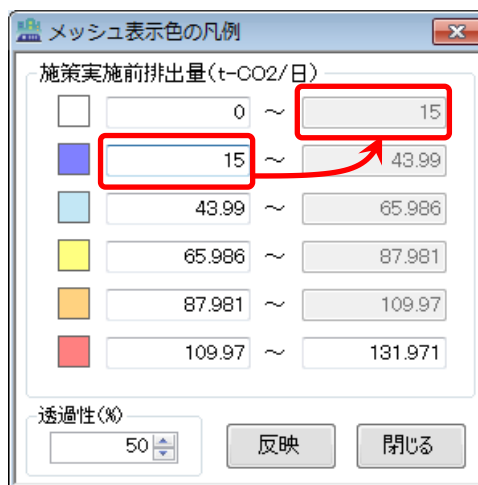 メッシュ表示色の凡例
施策実施前排出量(t-CO2/日)
0 ～ 15
15 ～ 43.99
43.99 ～ 65.986
65.986 ～ 87.981
87.981 ～ 109.97
109.97 ～ 131.971
透過性(%)
50 反映 閉じる